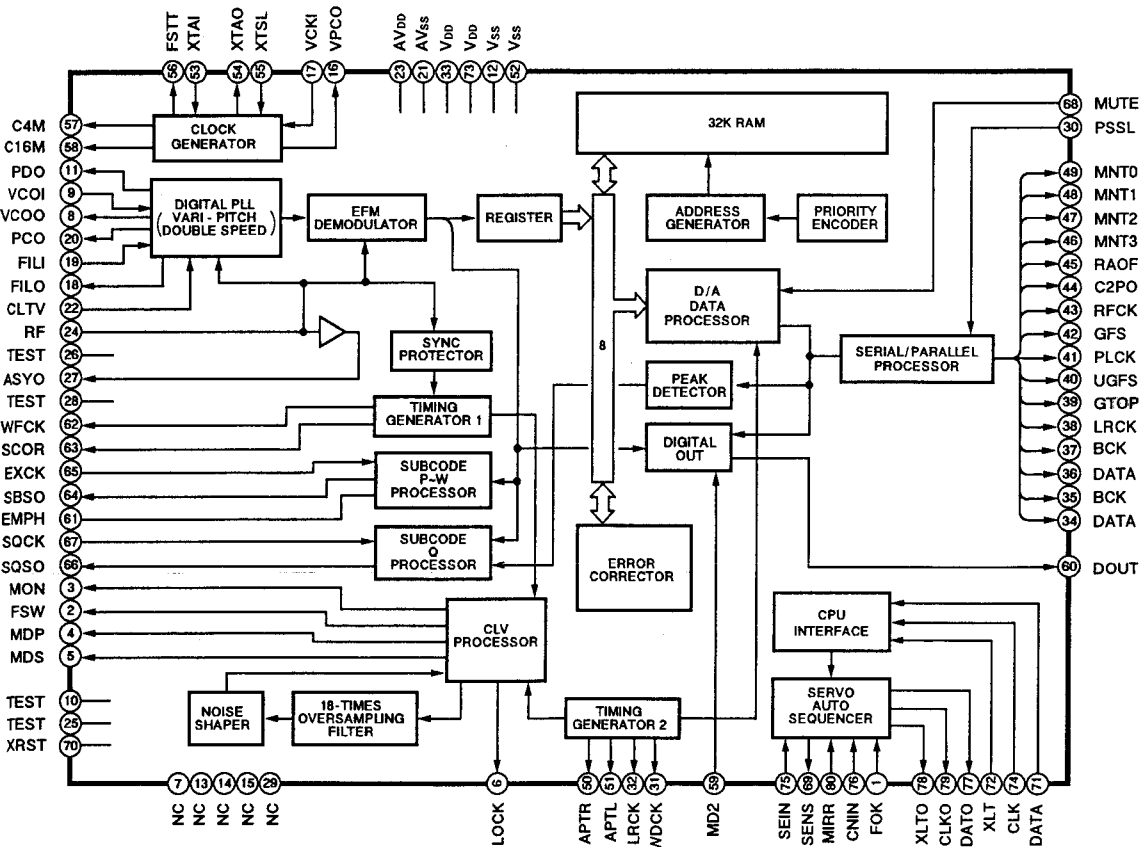 FSTT XTAI XTAO XTSL VCKI VPCO AVDD AVSS VDD VDD VSS VSS
56 53 54 55 17 16 23 21 33 73 12 52
C4M 57
C16M 58
PDO 11
VCOI 9
VCOO 8
PCO 20
FILI 19
FILO 18
CLTV 22
RF 24
TEST 26
ASYO 27
TEST 28
WFCK 62
SCOR 63
EXCK 65
SBSO 64
EMPH 61
SQCK 67
SQSO 66
MON 3
FSW 2
MDP 4
MDS 5
TEST 10
TEST 25
XRST 70
CLOCK
GENERATOR
DIGITAL PLL
VARI - PITCH
(DOUBLE SPEED)
EFM
DEMODULATOR
REGISTER
32K RAM
ADDRESS
GENERATOR
PRIORITY
ENCODER
8
D/A
DATA
PROCESSOR
SYNC
PROTECTOR
SERIAL/PARALLEL
PROCESSOR
TIMING
GENERATOR 1
PEAK
DETECTOR
DIGITAL
OUT
SUBCODE
P~W
PROCESSOR
SUBCODE
Q
PROCESSOR
ERROR
CORRECTOR
CLV
PROCESSOR
CPU
INTERFACE
NOISE
SHAPER
18-TIMES
OVERSAMPLING
FILTER
TIMING
GENERATOR 2
SERVO
AUTO
SEQUENCER
68 MUTE
30 PSSL
49 MNT0
48 MNT1
47 MNT2
46 MNT3
45 RAOF
44 C2PO
43 RFCK
42 GFS
41 PLCK
40 UGFS
39 GTOP
38 LRCK
37 BCK
36 DATA
35 BCK
34 DATA
60 DOUT
7 13 14 15 29 6 50 51 32 31 59 75 69 80 76 1 78 79 77 72 74 71
NC NC NC NC NC LOCK APTR APTL LRCK WDCK MD2 SEIN SENS MIRR CNIN FOK XLTO CLKO DATO XLT CLK DATA